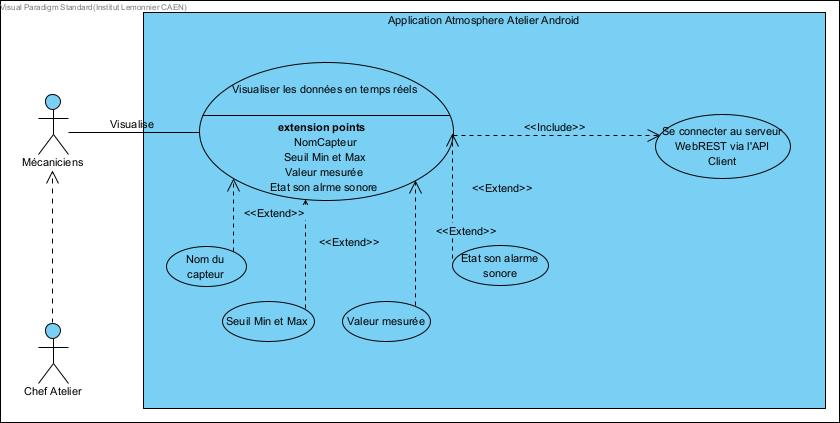 Visual Paradigm Standard(Institut Lemonnier CAEN)
Application Atmosphere Atelier Android
Visualiser les données en temps réels
extension points
NomCapteur
Seuil Min et Max
Valeur mesurée
Etat son alrme sonore
Visualise
Mécaniciens
<<Include>>
Se connecter au serveur
WebREST via l'API
Client
<<Extend>>
<<Extend>>
<<Extend>>
<<Extend>>
Nom du
capteur
Etat son alarme
sonore
Seuil Min et Max
Valeur mesurée
Chef Atelier